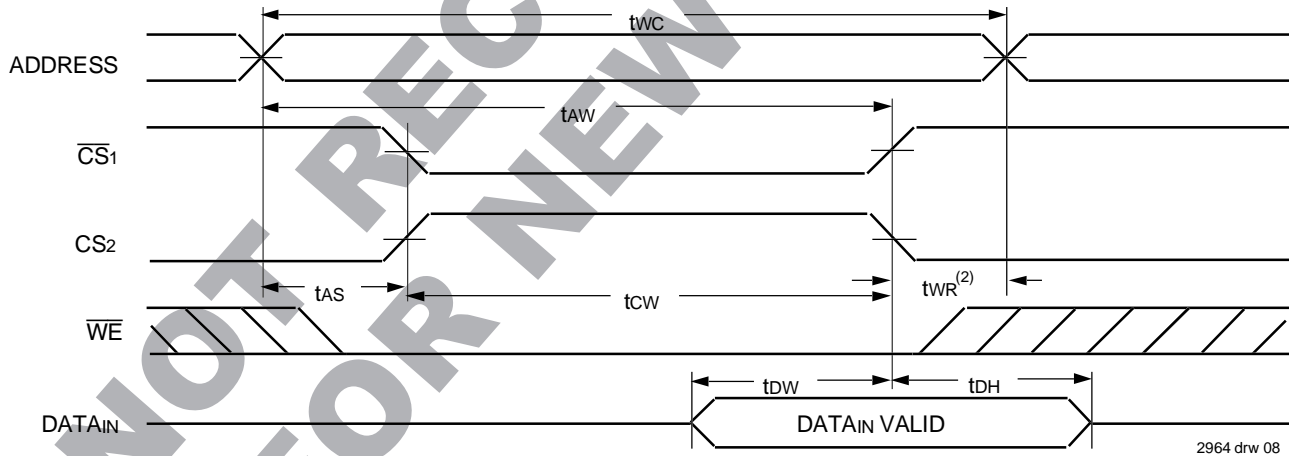 tWC
ADDRESS
tAW
CS1
CS2
tAS
tCW
tWR(2)
WE
tDW
tDH
DATAIN
DATAIN VALID
2964 drw 08
NOT REC
FOR NEW